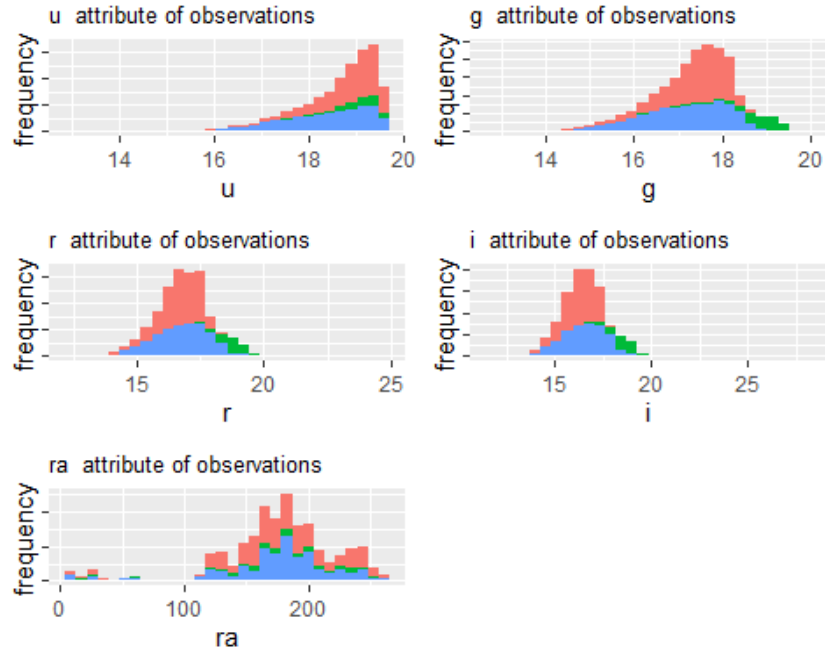 u  attribute of observations
frequency
14 16 18 20
u
g  attribute of observations
frequency
14 16 18 20
g
r  attribute of observations
frequency
15 20 25
r
i  attribute of observations
frequency
15 20 25
i
ra  attribute of observations
frequency
0 100 200
ra